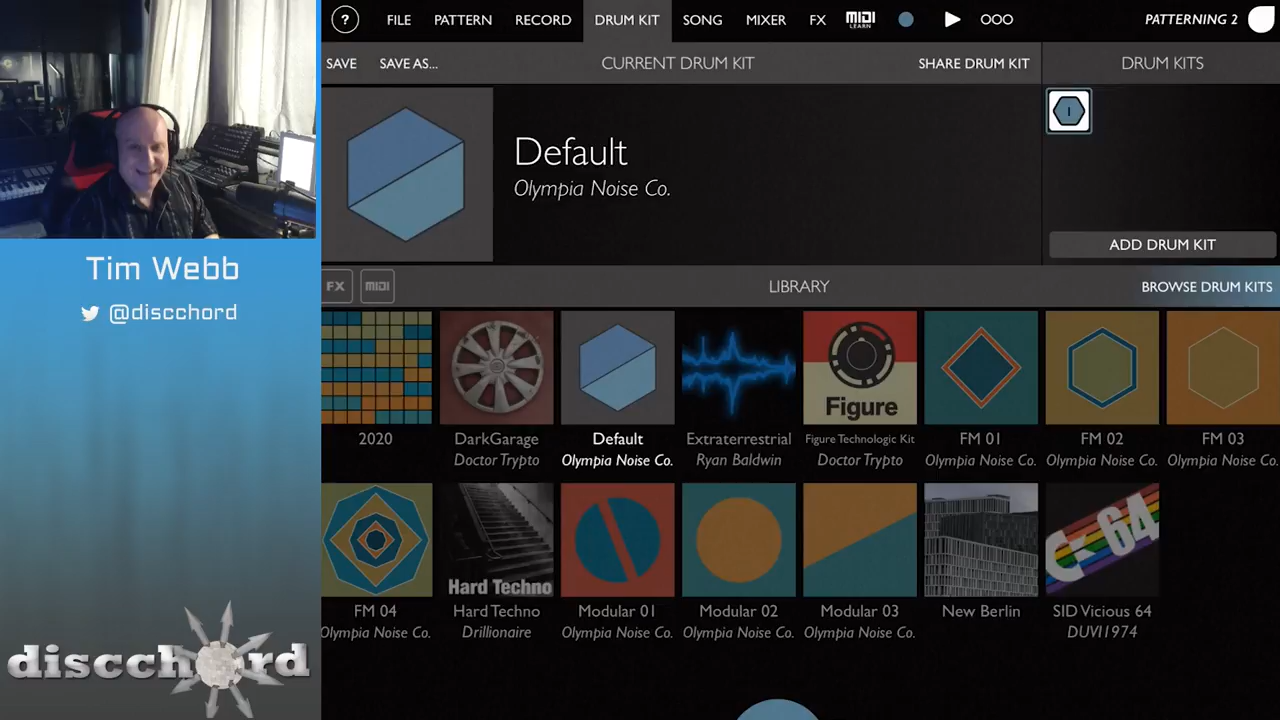 ?
FILE
PATTERN
RECORD
DRUM KIT
SONG
MIXER
FX
MIDI
LEARN
PATTERNING 2
SAVE
SAVE AS...
CURRENT DRUM KIT
SHARE DRUM KIT
DRUM KITS
I
Default
Olympia Noise Co.
ADD DRUM KIT
Tim Webb
@discchord
FX
MIDI
LIBRARY
BROWSE DRUM KITS
Figure
2020
DarkGarage
Doctor Trypto
Default
Olympia Noise Co.
Extraterrestrial
Ryan Baldwin
Figure Technologic Kit
Doctor Trypto
FM 01
Olympia Noise Co.
FM 02
Olympia Noise Co.
FM 03
Olympia Noise Co.
Hard Techno
C 64
FM 04
Olympia Noise Co.
Hard Techno
Drillionaire
Modular 01
Olympia Noise Co.
Modular 02
Olympia Noise Co.
Modular 03
Olympia Noise Co.
New Berlin
SID Vicious 64
DUVI1974
discchord